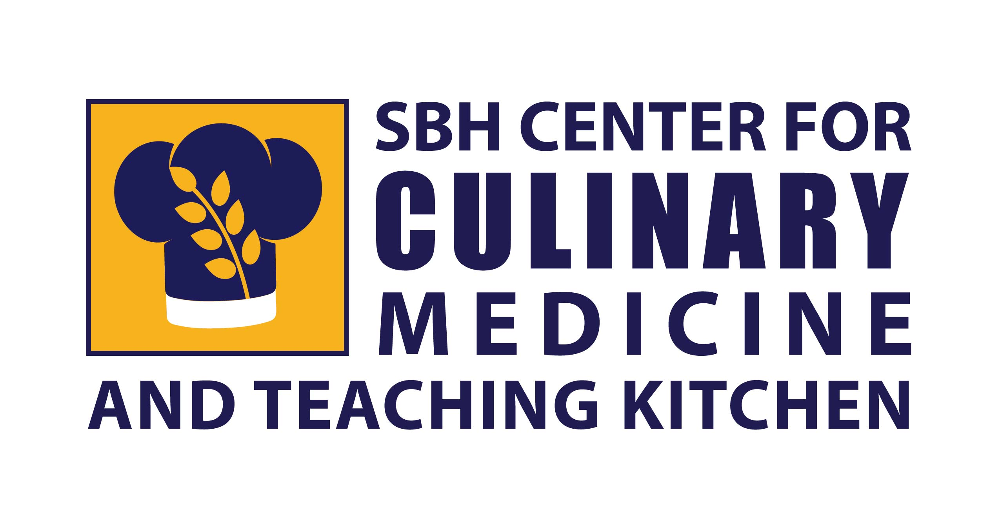 SBH CENTER FOR
CULINARY
MEDICINE
AND TEACHING KITCHEN